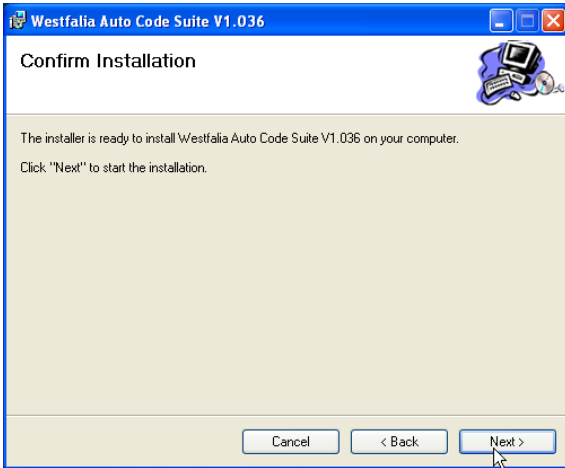 Westfalia Auto Code Suite V1.036
Confirm Installation
The installer is ready to install Westfalia Auto Code Suite V1.036 on your computer.
Click "Next" to start the installation.
Cancel
< Back
Next >